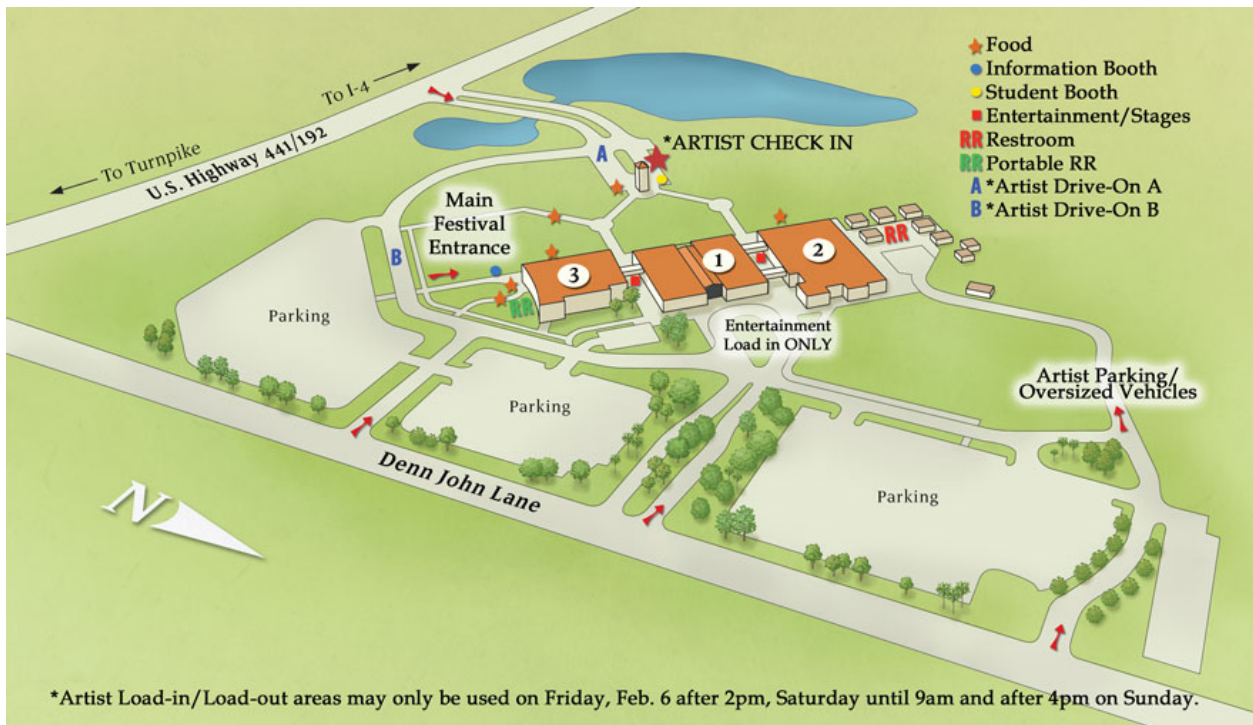 To I-4
To Turnpike
U.S. Highway 441/192
Food
Information Booth
Student Booth
Entertainment/Stages
RR Restroom
RR Portable RR
A *Artist Drive-On A
B *Artist Drive-On B
*ARTIST CHECK IN
A
Main
Festival
Entrance
B
RR
3
1
2
RR
Parking
Entertainment
Load in ONLY
Artist Parking/
Oversized Vehicles
Parking
Parking
Denn John Lane
N
*Artist Load-in/Load-out areas may only be used on Friday, Feb. 6 after 2pm, Saturday until 9am and after 4pm on Sunday.